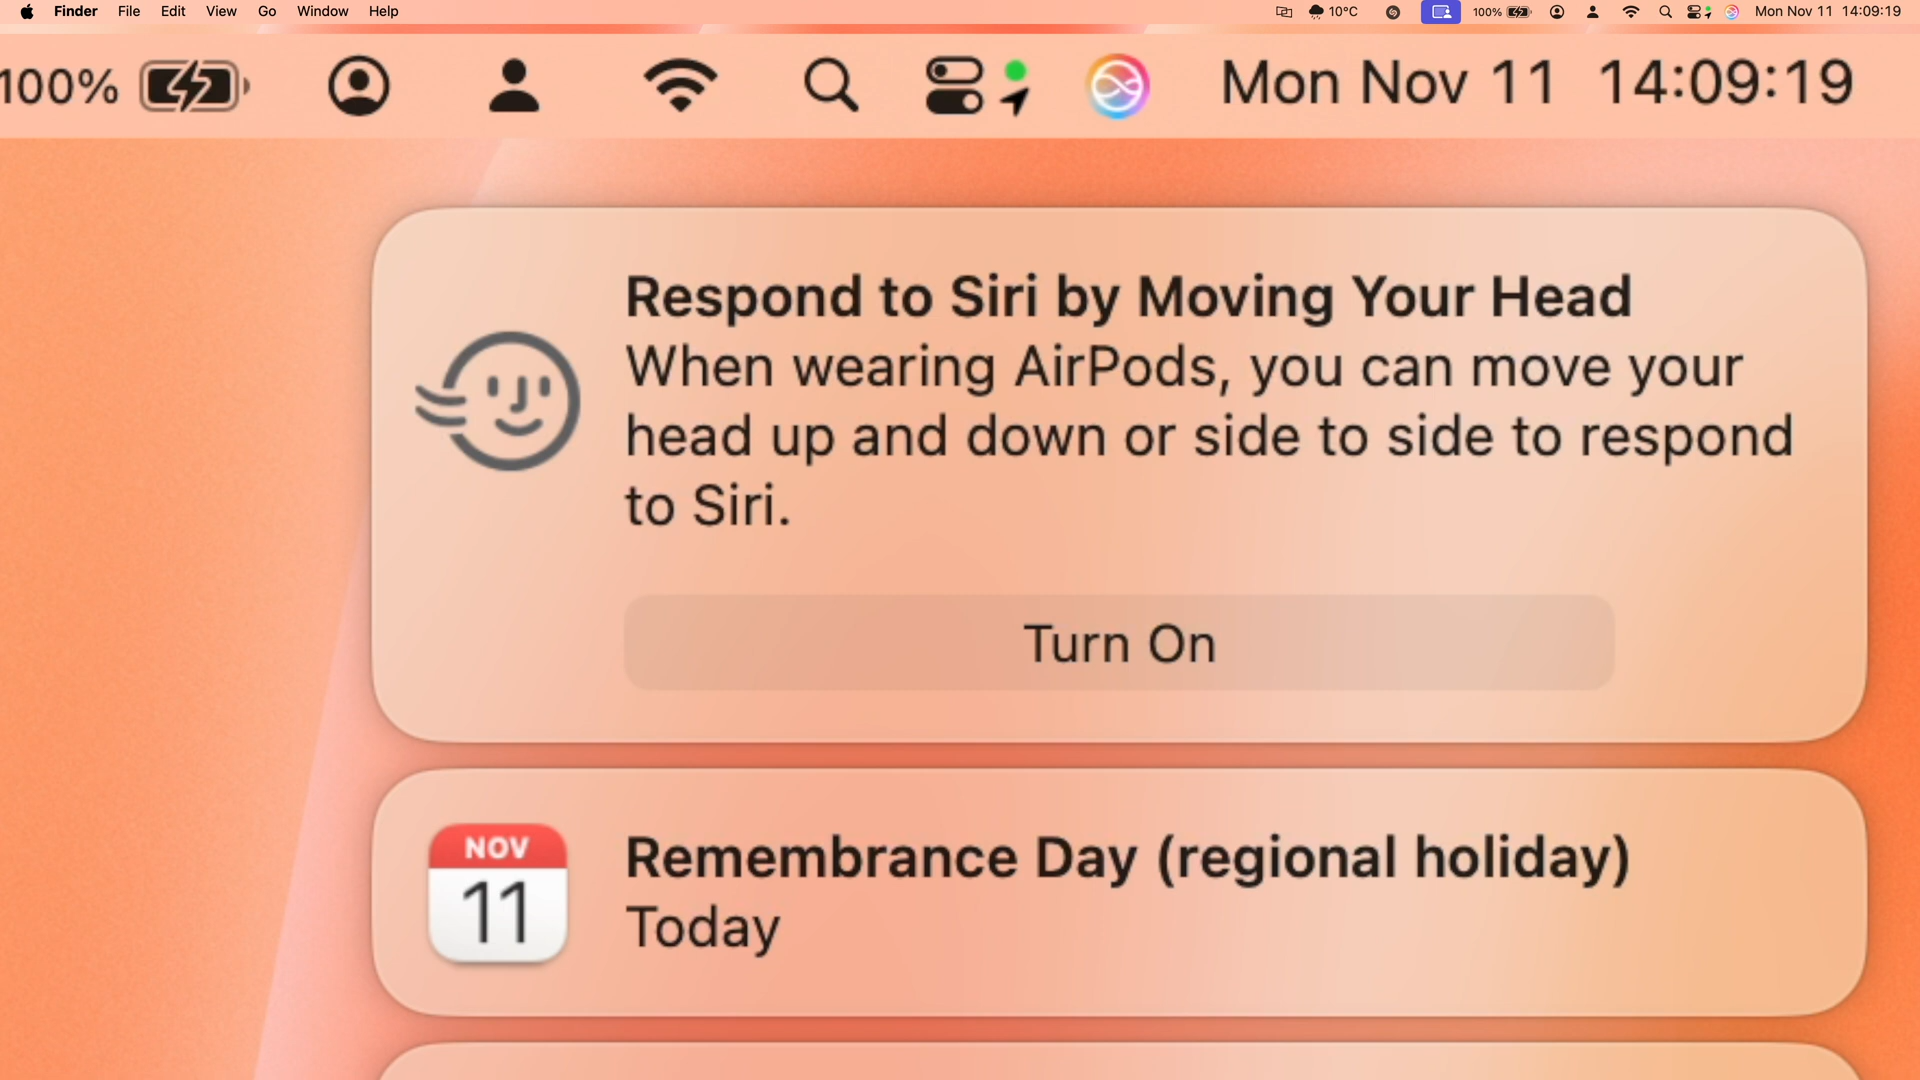 Finder File Edit View Go Window Help 10°C 100% Mon Nov 11 14:09:19
100% Mon Nov 11 14:09:19
Respond to Siri by Moving Your Head
When wearing AirPods, you can move your
head up and down or side to side to respond
to Siri.
Turn On
NOV
11
Remembrance Day (regional holiday)
Today